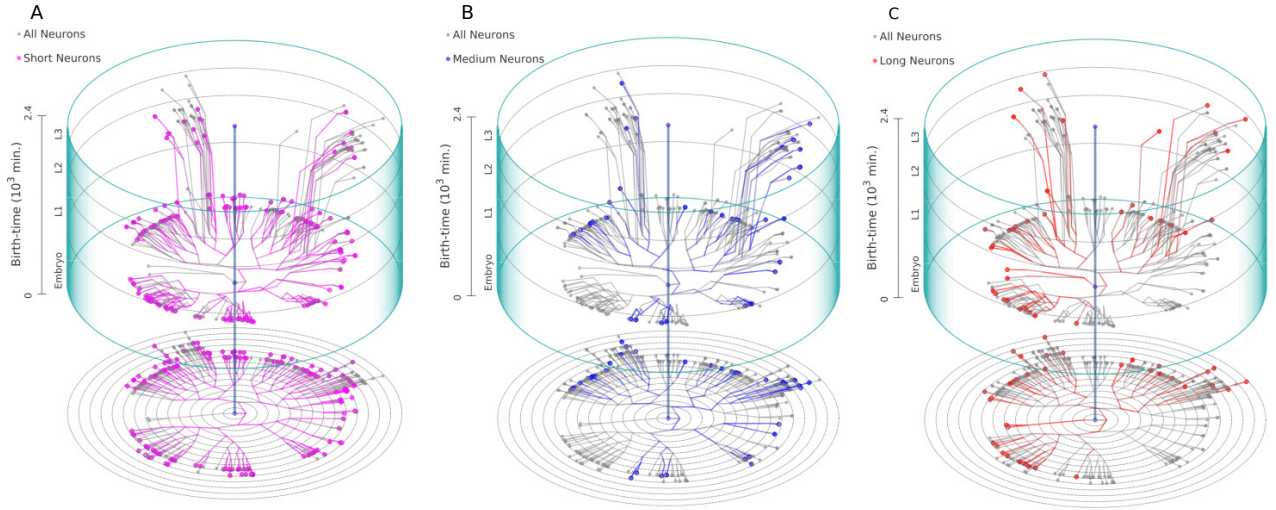 A
All Neurons
Short Neurons
Birth-time (10³ min.)
2.4
0
L3
L2
L1
Embryo
B
All Neurons
Medium Neurons
Birth-time (10³ min.)
2.4
0
L3
L2
L1
Embryo
C
All Neurons
Long Neurons
Birth-time (10³ min.)
2.4
0
L3
L2
L1
Embryo